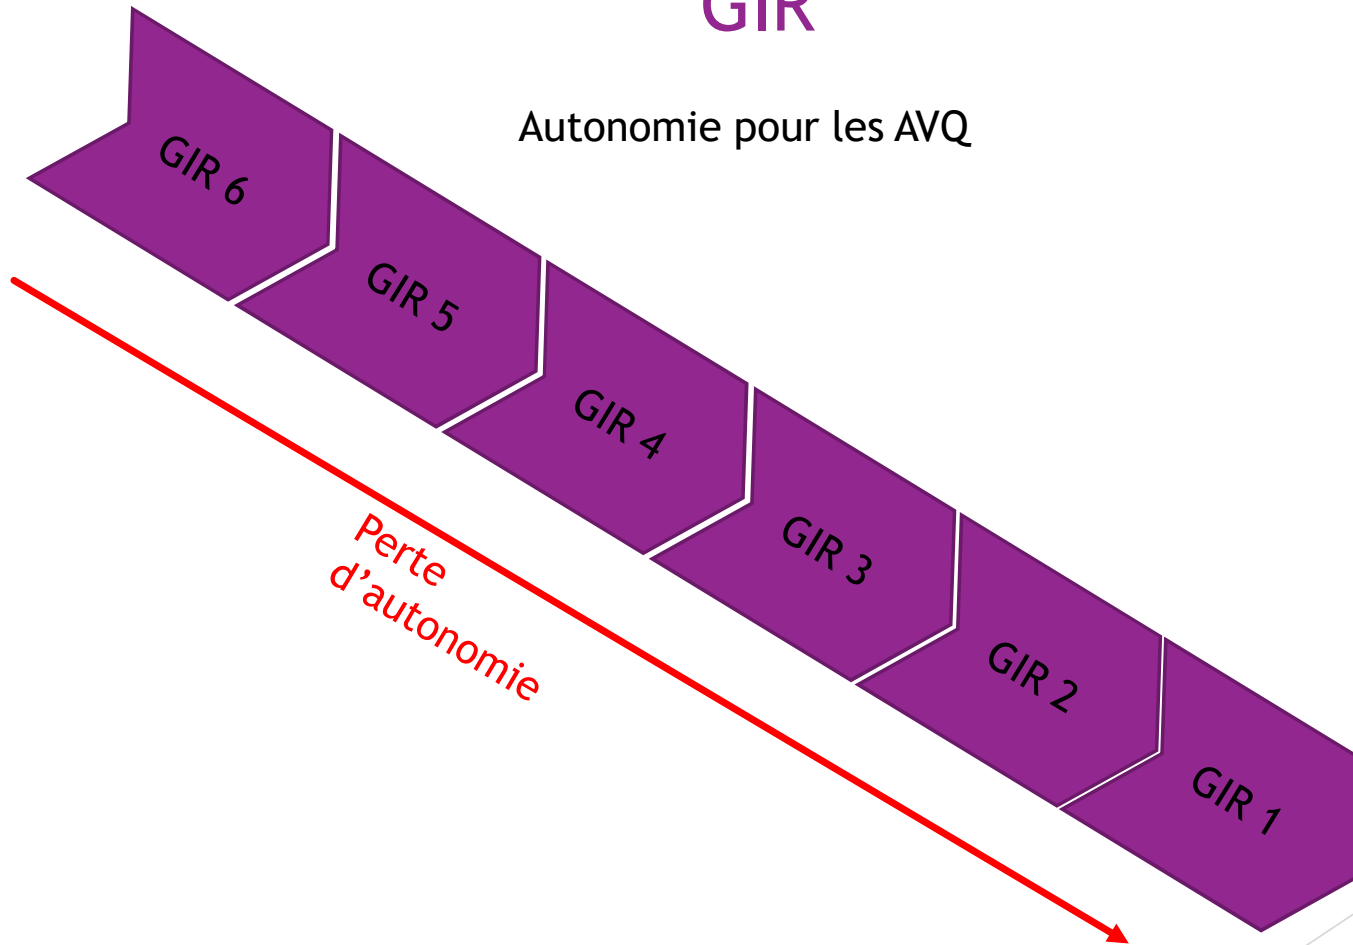 GIR
Autonomie pour les AVQ
GIR 6
GIR 5
GIR 4
GIR 3
GIR 2
GIR 1
Perte
d’autonomie